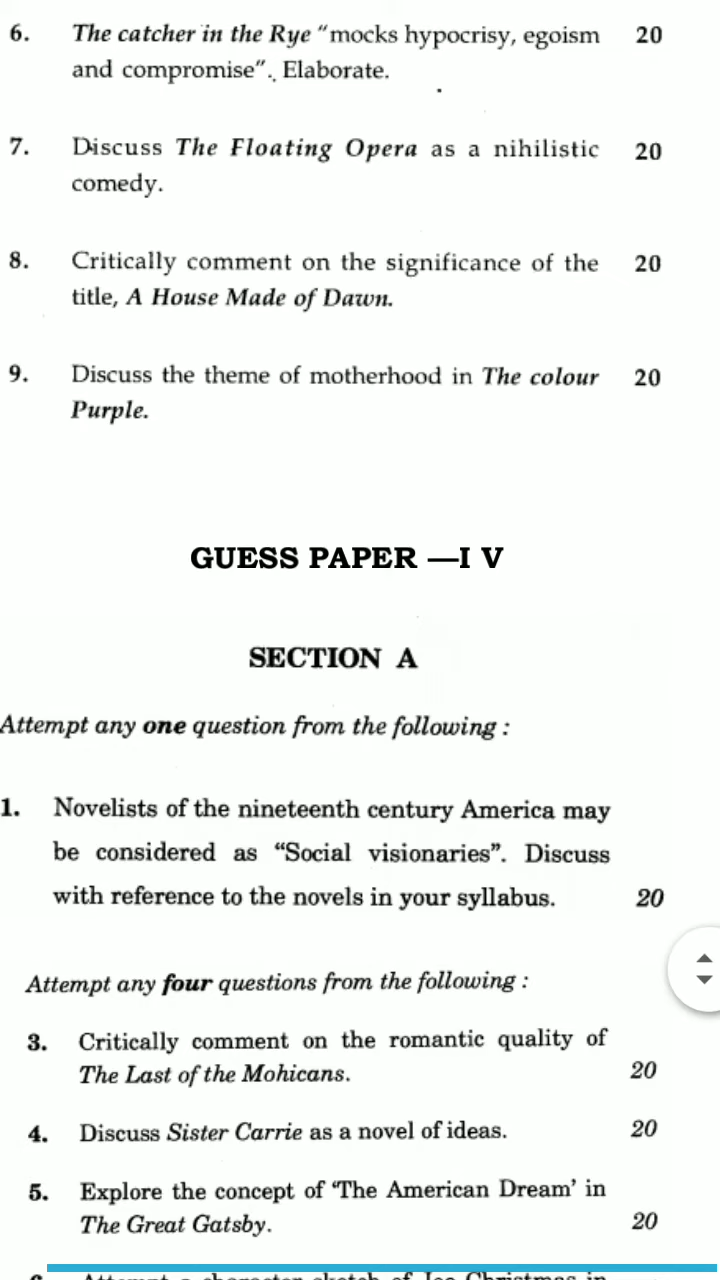 6. The catcher in the Rye "mocks hypocrisy, egoism 20
and compromise". Elaborate.
7. Discuss The Floating Opera as a nihilistic 20
comedy.
8. Critically comment on the significance of the 20
title, A House Made of Dawn.
9. Discuss the theme of motherhood in The colour 20
Purple.
GUESS PAPER —I V
SECTION A
Attempt any one question from the following :
1. Novelists of the nineteenth century America may
be considered as "Social visionaries". Discuss
with reference to the novels in your syllabus. 20
Attempt any four questions from the following :
3. Critically comment on the romantic quality of
The Last of the Mohicans. 20
4. Discuss Sister Carrie as a novel of ideas. 20
5. Explore the concept of 'The American Dream' in
The Great Gatsby. 20